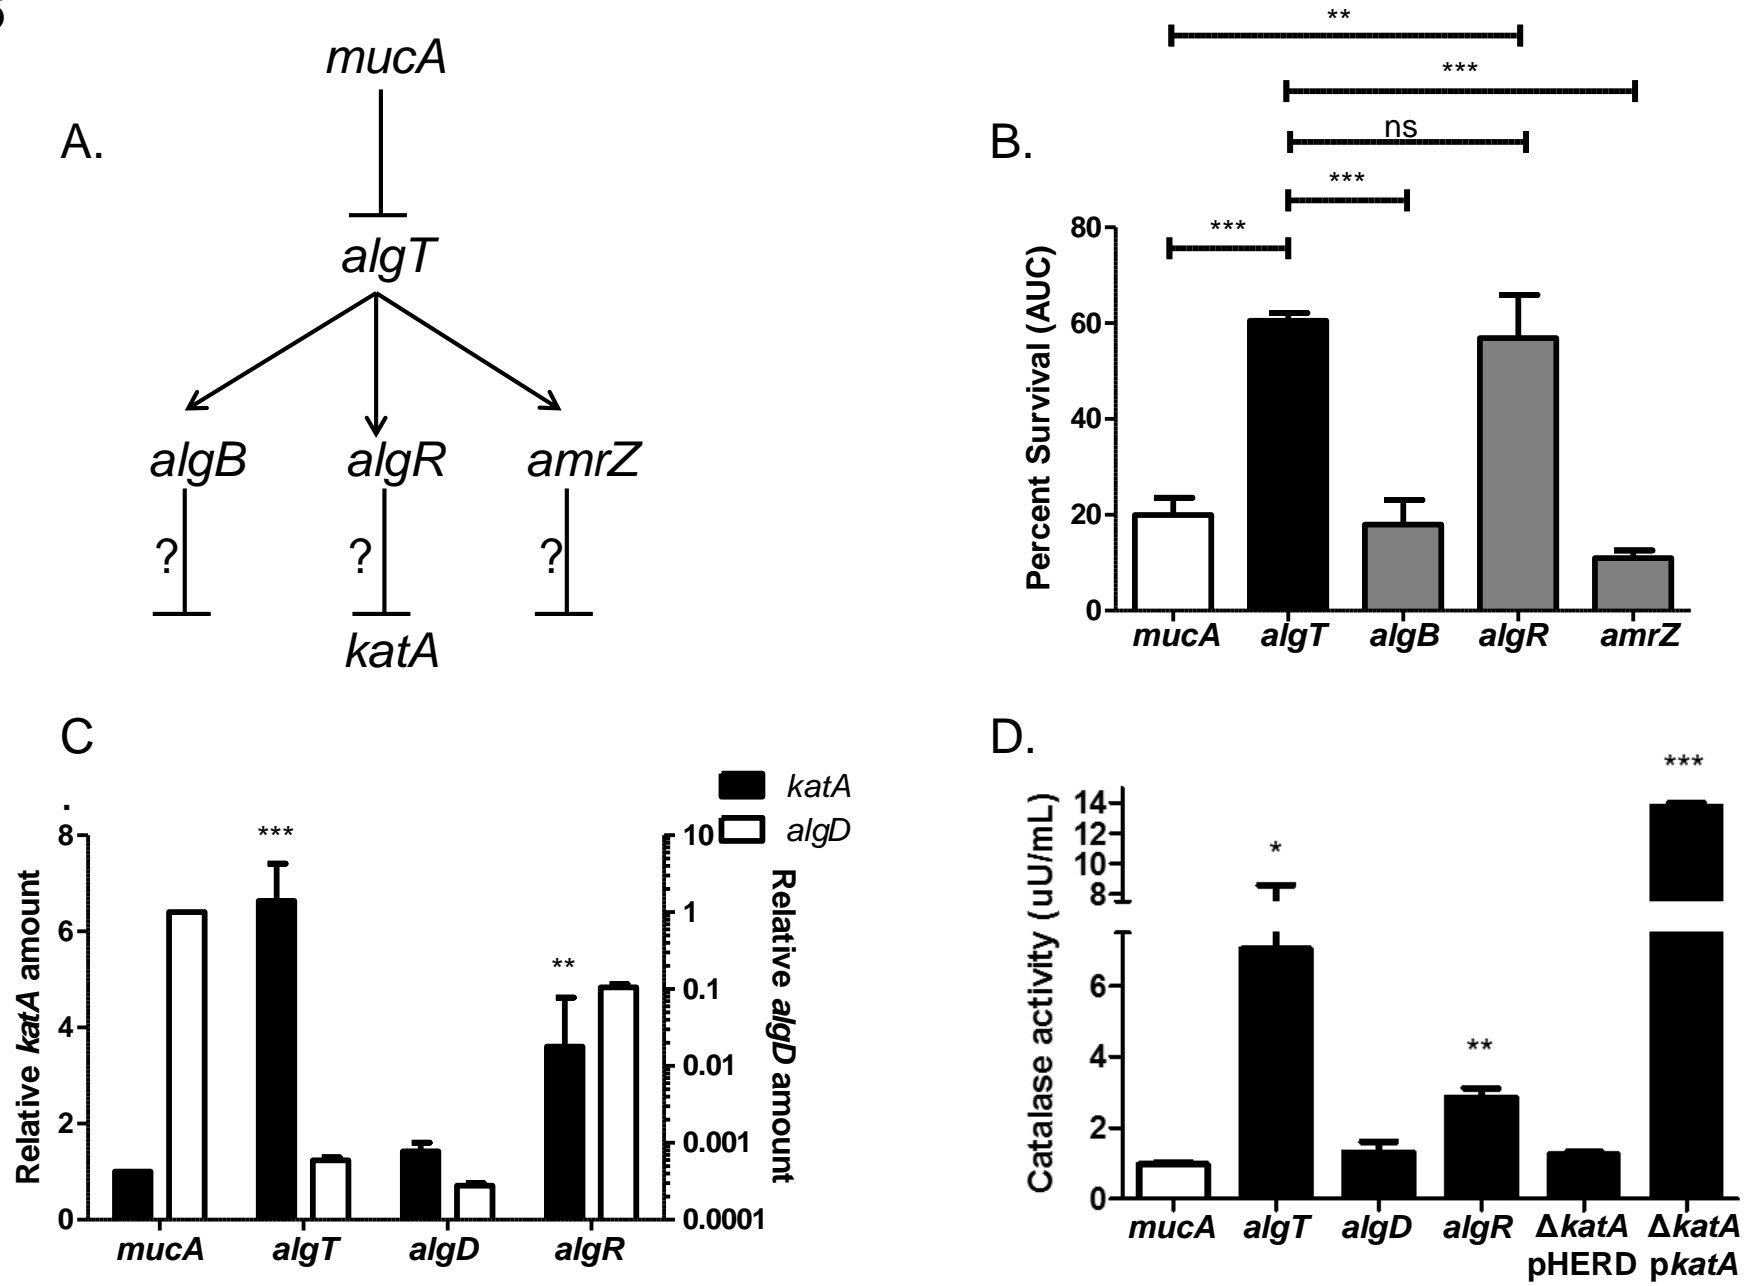 A.
mucA
algT
algB
algR
amrZ
?
?
?
katA
B.
**
***
ns
***
***
Percent Survival (AUC)
80
60
40
20
0
mucA
algT
algB
algR
amrZ
C
.
katA
algD
Relative katA amount
8
6
4
2
0
***
**
10
1
0.1
0.01
0.001
0.0001
Relative algD amount
mucA
algT
algD
algR
D.
Catalase activity (uU/mL)
14
12
10
8
6
4
2
0
*
**
***
mucA
algT
algD
algR
ΔkatA
pHERD
ΔkatA
pkatA